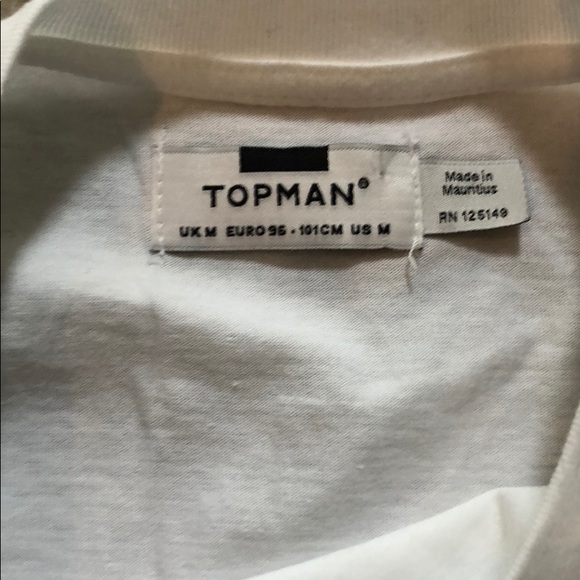 TOPMAN®
UK M EURO 96 - 101CM US M
Made in
Mauritius
RN 125149